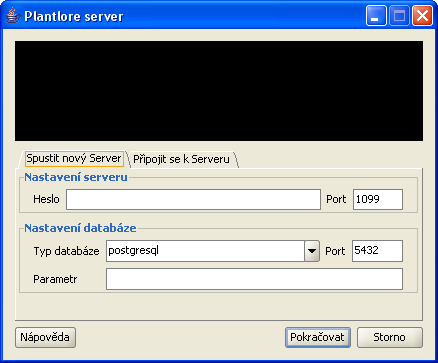 Plantlore server
Spustit nový Server Připojit se k Serveru
Nastavení serveru
Heslo Port 1099
Nastavení databáze
Typ databáze postgresql Port 5432
Parametr
Nápověda Pokračovat Storno